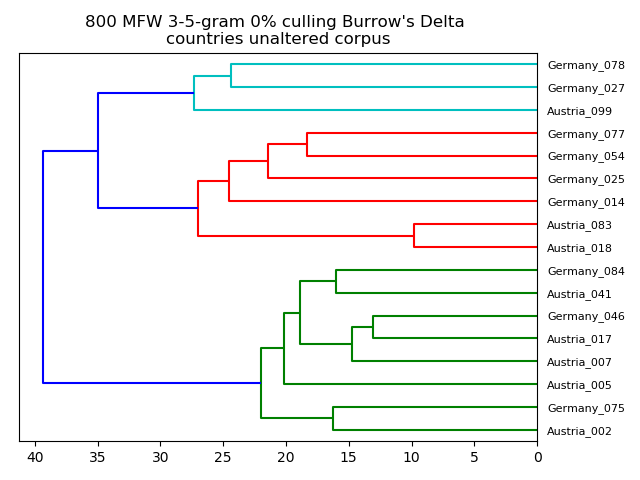 800 MFW 3-5-gram 0% culling Burrow's Delta
countries unaltered corpus
Germany_078
Germany_027
Austria_099
Germany_077
Germany_054
Germany_025
Germany_014
Austria_083
Austria_018
Germany_084
Austria_041
Germany_046
Austria_017
Austria_007
Austria_005
Germany_075
Austria_002
40 35 30 25 20 15 10 5 0